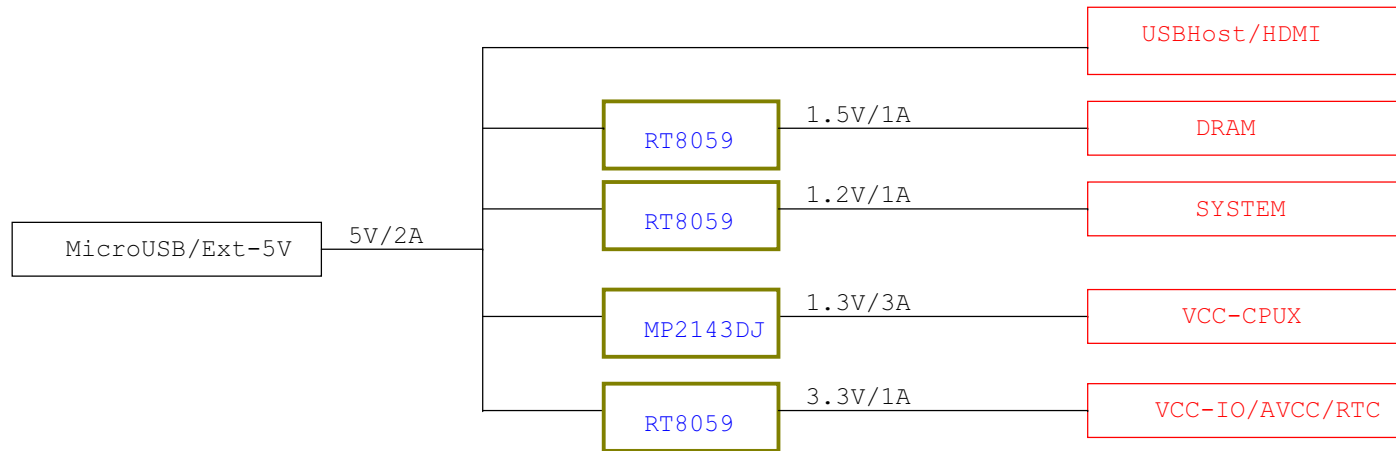 USBHost/HDMI
1.5V/1A
RT8059
DRAM
1.2V/1A
RT8059
SYSTEM
MicroUSB/Ext-5V
5V/2A
1.3V/3A
MP2143DJ
VCC-CPUX
3.3V/1A
RT8059
VCC-IO/AVCC/RTC